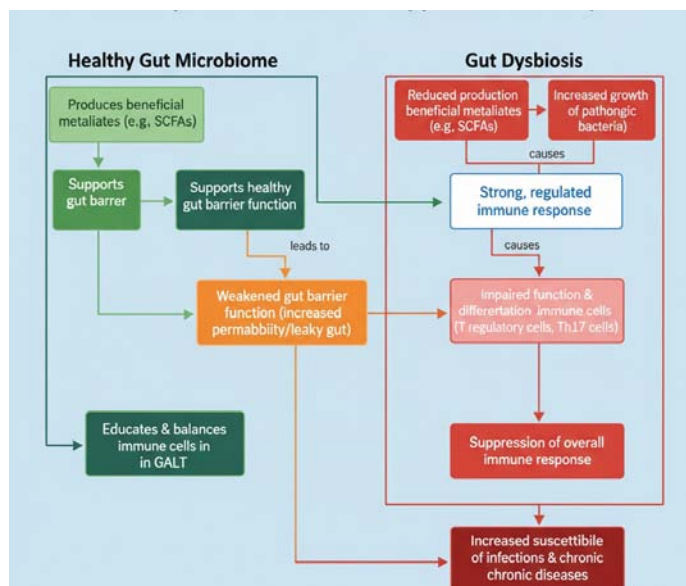 Healthy Gut Microbiome
Gut Dysbiosis
Produces beneficial
metaliates (e.g, SCFAs)
Reduced production
beneficial metaliates
(e.g., SCFAs)
Increased growth
of pathongic
bacteria)
causes
Supports
gut barrer
Supports healthy
gut barrier function
Strong, regulated
immune response
leads to
causes
Weakened gut barrier
function (increased
permabbiity/leaky gut)
Impaired function &
differertation immune cells
(T regulatory cells, Th17 cells)
Educates & balances
immune cells in
in GALT
Suppression of overall
immune response
Increased suscettibile
of infections & chronic
chronic diseases